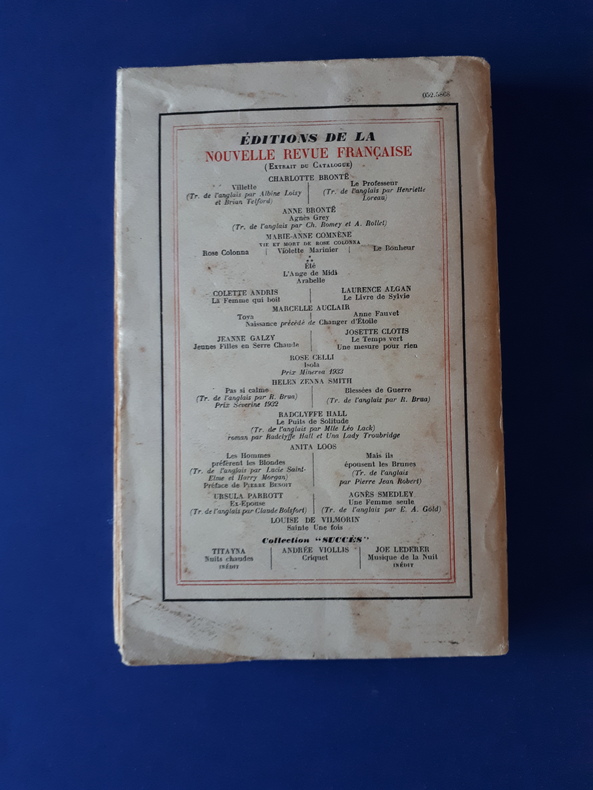 052.5868
ÉDITIONS DE LA
NOUVELLE REVUE FRANÇAISE
(EXTRAIT DU CATALOGUE)
CHARLOTTE BRONTË
Villette
(Tr. de l'anglais par Albine Loisy
et Brian Telford)
Le Professeur
(Tr. de l'anglais par Henriette
Loreau)
ANNE BRONTË
Agnès Grey
(Tr. de l'anglais par Ch. Romey et A. Rollet)
MARIE-ANNE COMNÈNE
VIE ET MORT DE ROSE COLONNA
Rose Colonna
Violette Marinier
Le Bonheur
Été
L'Ange de Midi
Arabelle
COLETTE ANDRIS
La Femme qui boit
LAURENCE ALGAN
Le Livre de Sylvie
MARCELLE AUCLAIR
Toya
Anne Fauvet
Naissance précédé de Changer d'Étoile
JEANNE GALZY
Jeunes Filles en Serre Chaude
JOSETTE CLOTIS
Le Temps vert
Une mesure pour rien
ROSE CELLI
Isola
Prix Minerva 1933
HELEN ZENNA SMITH
Pas si calme
(Tr. de l'anglais par R. Brua)
Prix Séverine 1932
Blessées de Guerre
(Tr. de l'anglais par R. Brua)
RADCLYFFE HALL
Le Puits de Solitude
(Tr. de l'anglais par Mlle Léo Lack)
roman par Radclyffe Hall et Una Lady Troubridge
ANITA LOOS
Les Hommes
préfèrent les Blondes
(Tr. de l'anglais par Lucie Saint-
Elme et Harry Morgan)
Préface de PIERRE BENOIT
Mais ils
épousent les Brunes
(Tr. de l'anglais
par Pierre Jean Robert)
URSULA PARROTT
Ex-Epouse
(Tr. de l'anglais par Claude Boisfort)
AGNÈS SMEDLEY
Une Femme seule
(Tr. de l'anglais par E. A. Gold)
LOUISE DE VILMORIN
Sainte Une fois
Collection "SUCCÈS"
TITAYNA
Nuits chaudes
INÉDIT
ANDRÉE VIOLLIS
Criquet
JOE LEDERER
Musique de la Nuit
INÉDIT